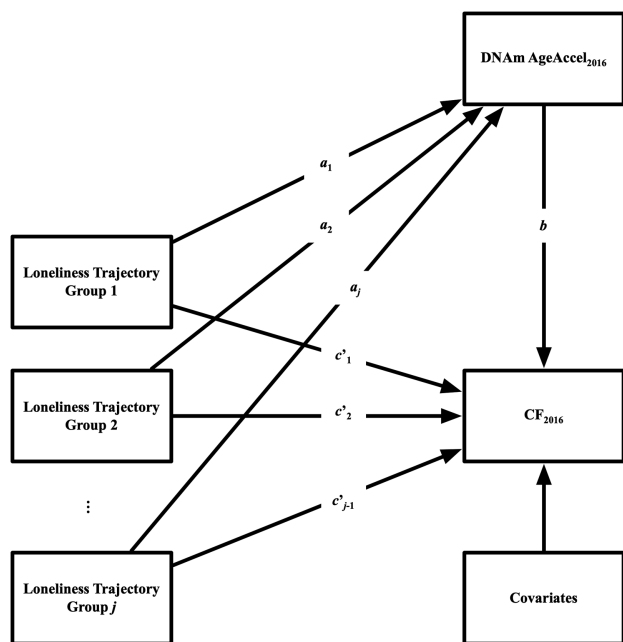 DNAm AgeAccel2016
a1
a2
b
Loneliness Trajectory
Group 1
aj
c'1
Loneliness Trajectory
Group 2
c'2
CF2016
⋮
c'j-1
Loneliness Trajectory
Group j
Covariates